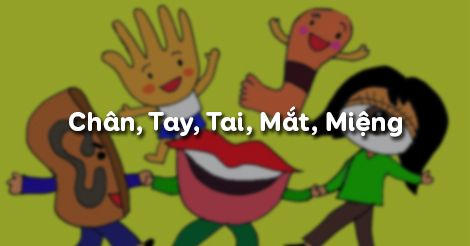 Chân, Tay, Tai, Mắt, Miệng